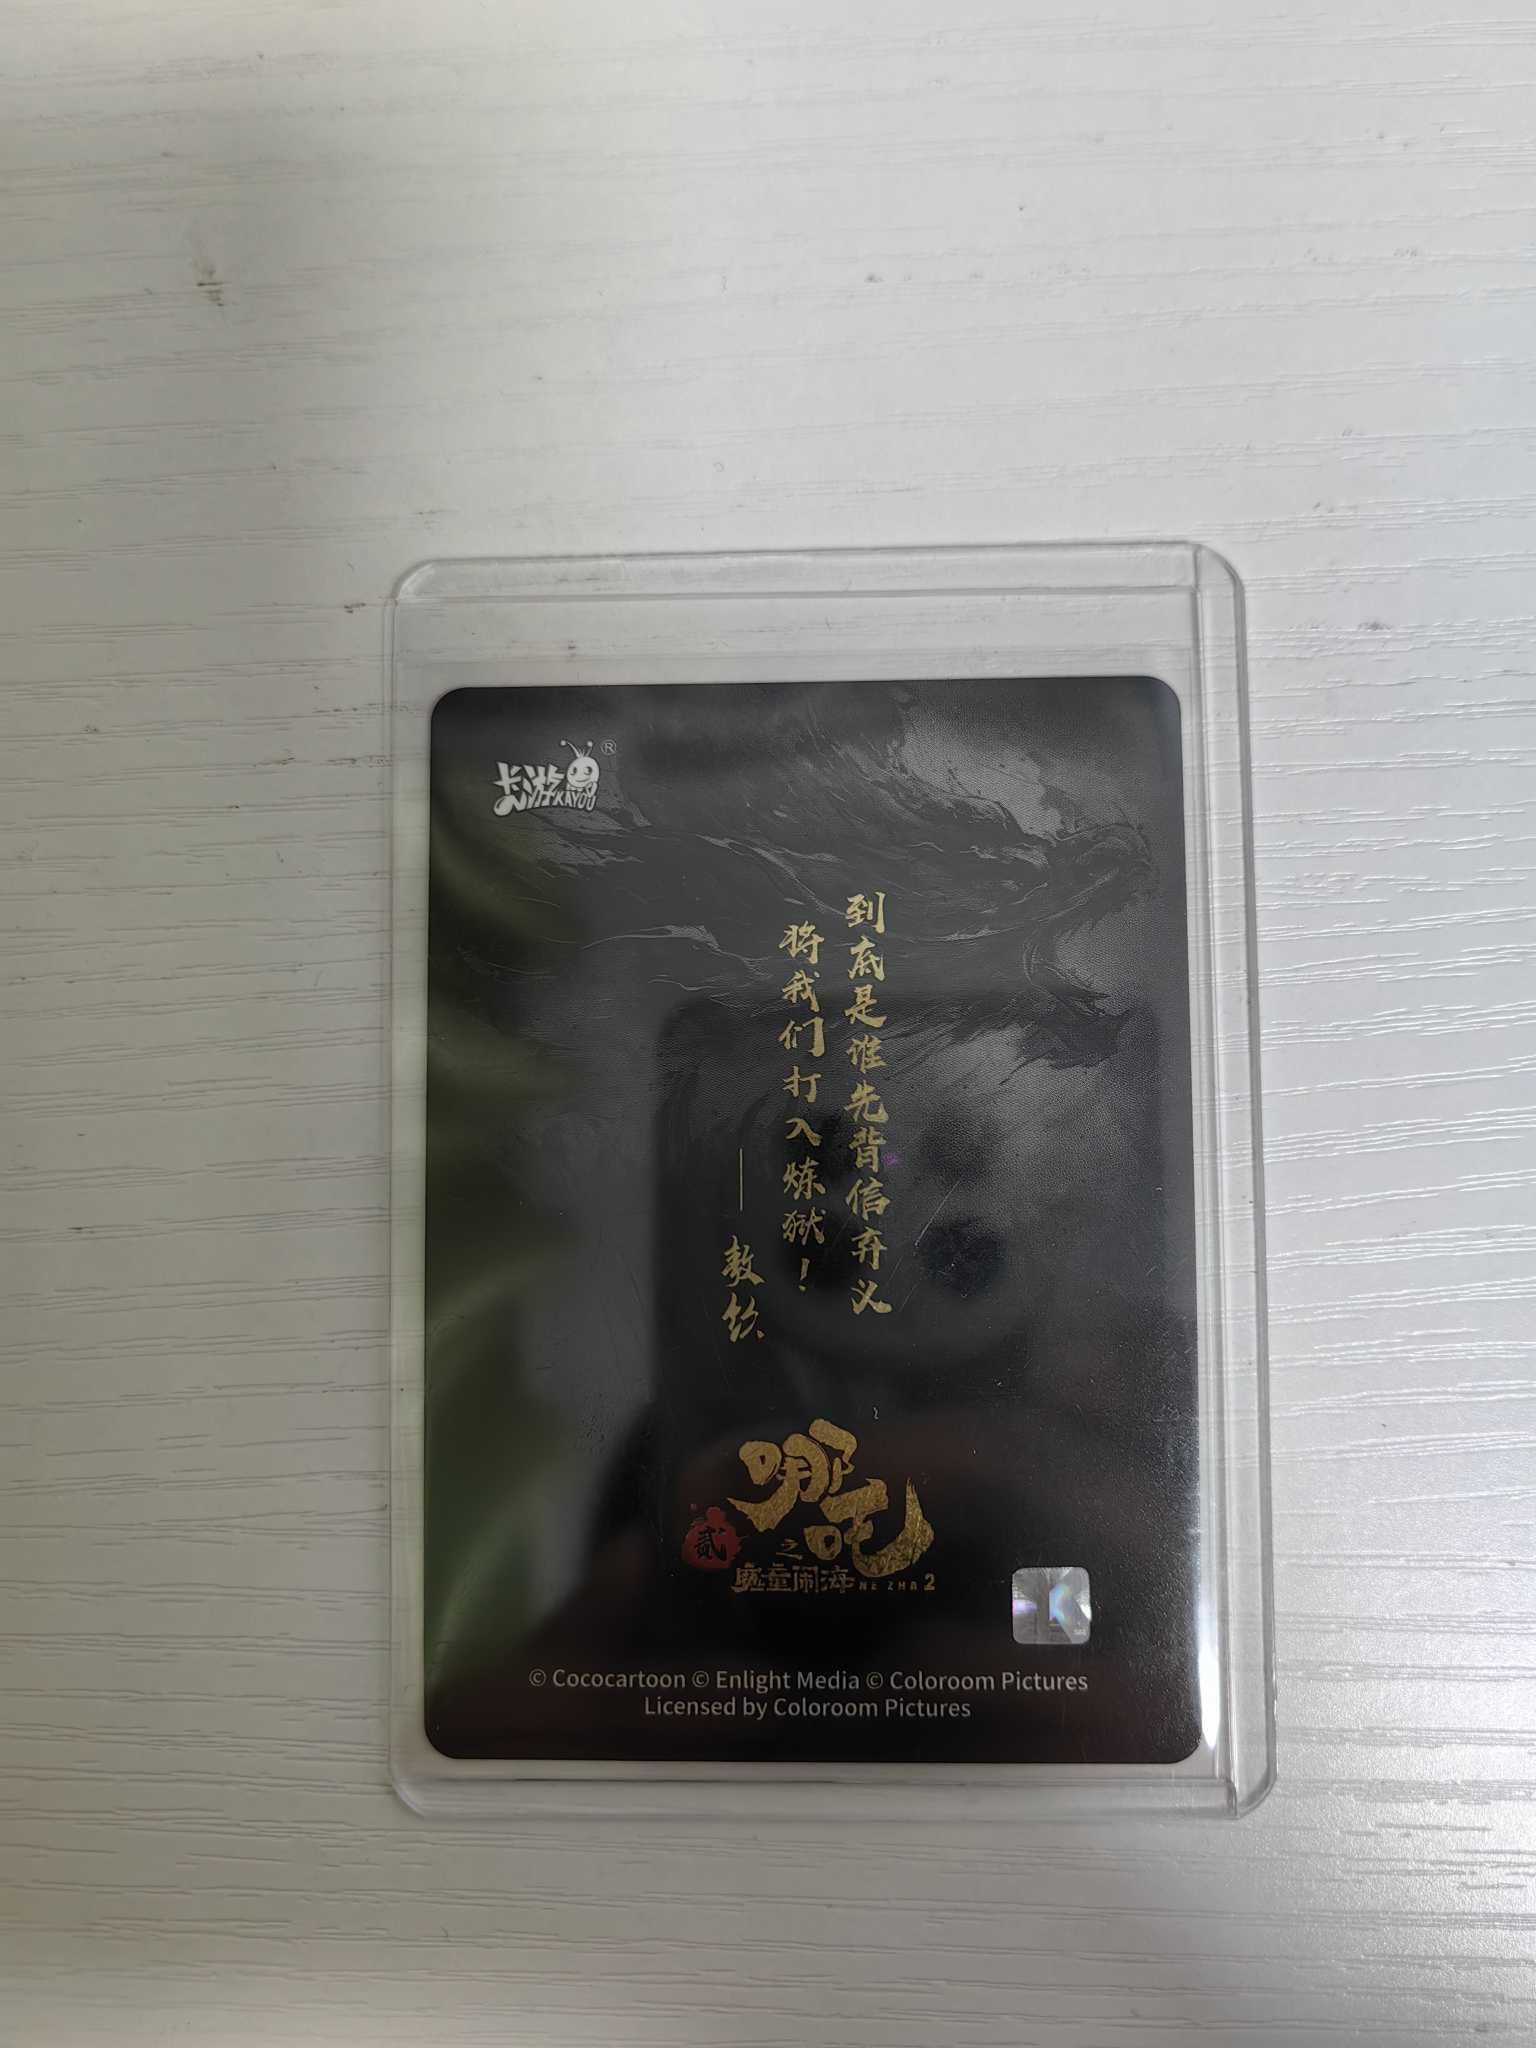 卡游
KAYOU
®
到底是谁先背信弃义
将我们打入炼狱！
——敖钦
哪吒
之
魔童闹海 NE ZHA 2
贰
K
© Cococartoon © Enlight Media © Coloroom Pictures
Licensed by Coloroom Pictures